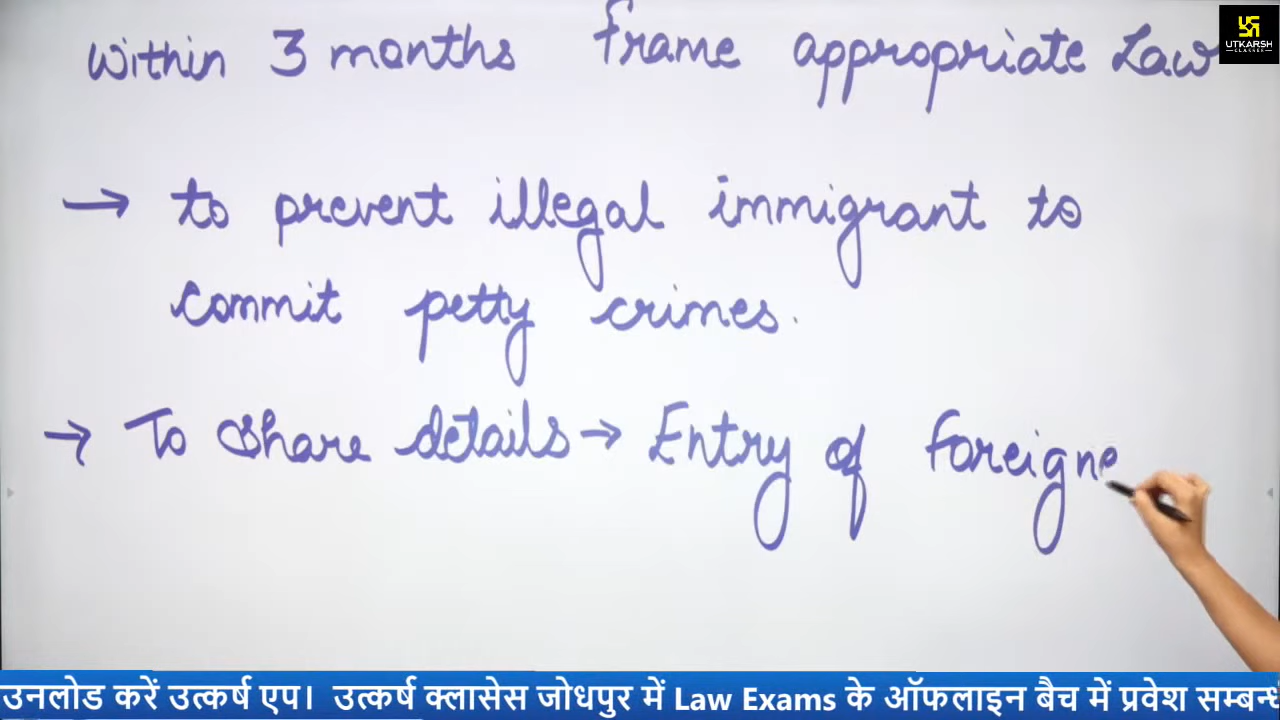 Within 3 months Frame appropriate Law
UTKARSH
CLASSES
→ to prevent illegal immigrant to
commit petty crimes.
→ To share details → Entry of Foreigne
उनलोड करें उत्कर्ष एप। उत्कर्ष क्लासेस जोधपुर में Law Exams के ऑफलाइन बैच में प्रवेश सम्बन्ध